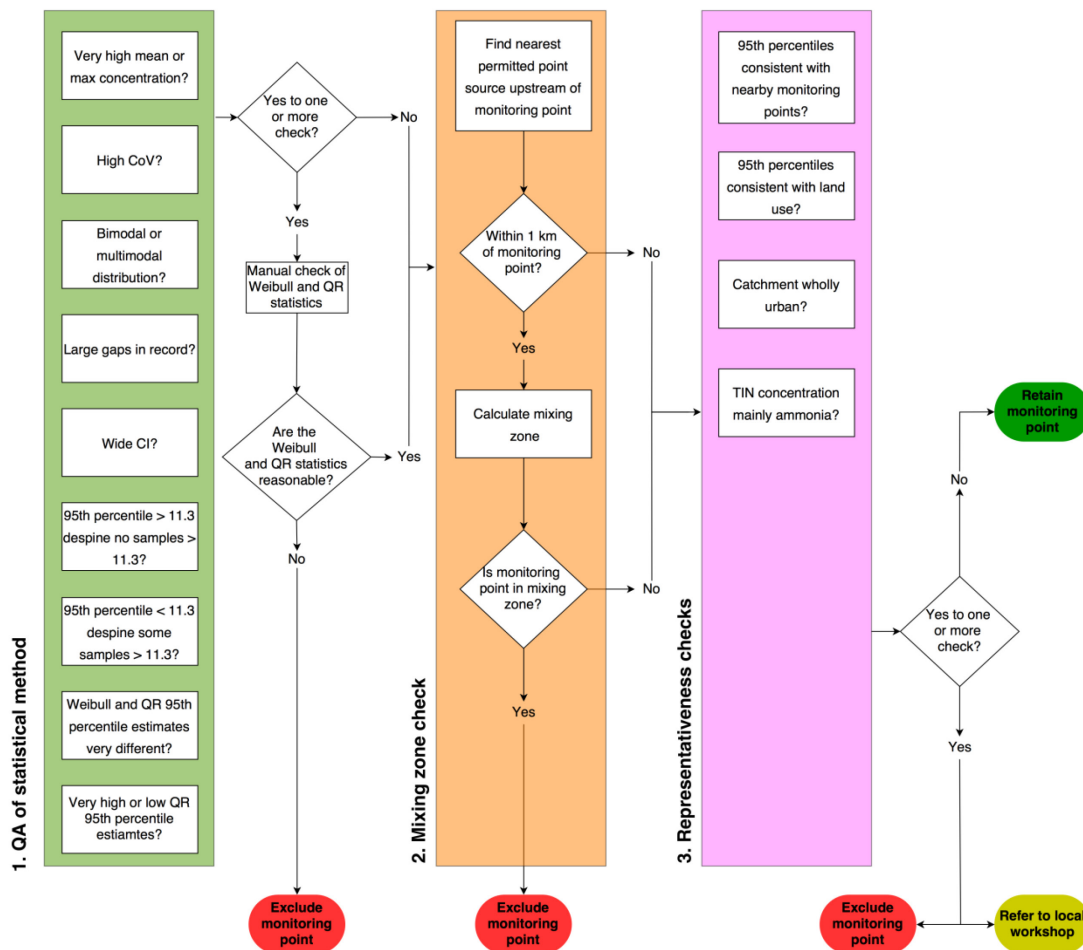 1. QA of statistical method
Very high mean or
max concentration?
High CoV?
Bimodal or
multimodal
distribution?
Large gaps in record?
Wide CI?
95th percentile > 11.3
despine no samples >
11.3?
95th percentile < 11.3
despine some
samples > 11.3?
Weibull and QR 95th
percentile estimates
very different?
Very high or low QR
95th percentile
estiamtes?
Yes to one
or more
check?
No
Yes
Manual check of
Weibull and QR
statistics
Are the
Weibull
and QR statistics
reasonable?
Yes
No
Exclude
monitoring
point
2. Mixing zone check
Find nearest
permitted point
source upstream of
monitoring point
Within 1 km
of monitoring
point?
No
Yes
Calculate mixing
zone
Is monitoring
point in mixing
zone?
No
Yes
Exclude
monitoring
point
3. Representativeness checks
95th percentiles
consistent with
nearby monitoring
points?
95th percentiles
consistent with land
use?
Catchment wholly
urban?
TIN concentration
mainly ammonia?
Yes to one
or more
check?
No
Retain
monitoring
point
Yes
Exclude
monitoring
point
Refer to local
workshop